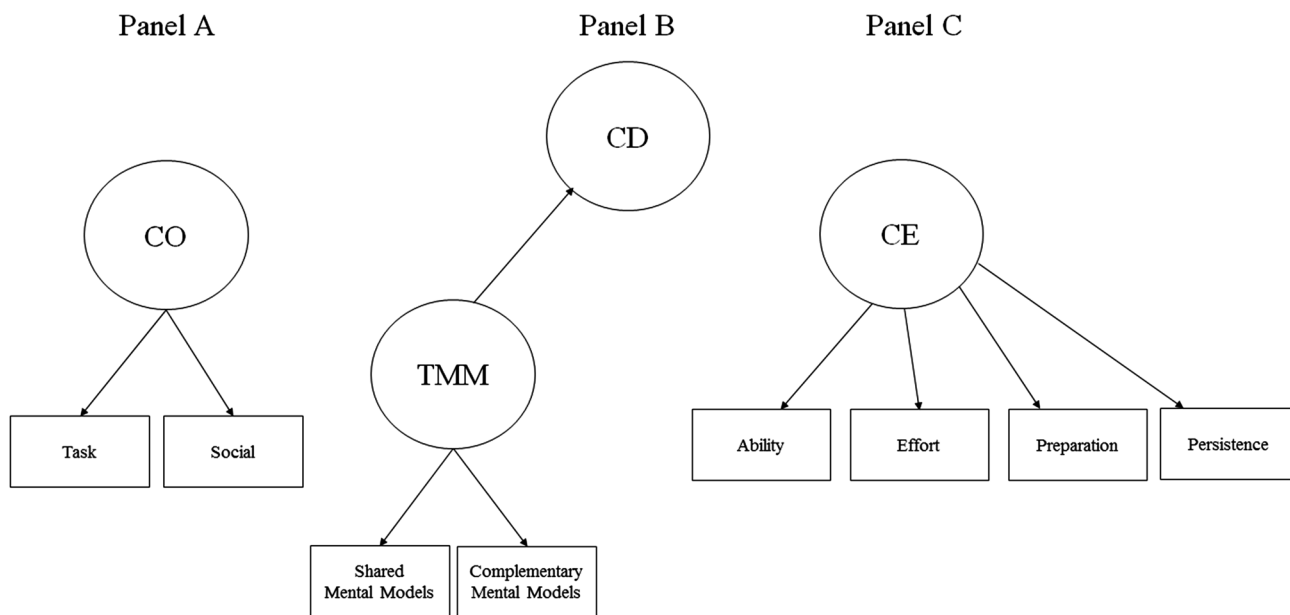 Panel A
Panel B
Panel C
CD
CO
CE
TMM
Task
Social
Ability
Effort
Preparation
Persistence
Shared
Mental Models
Complementary
Mental Models